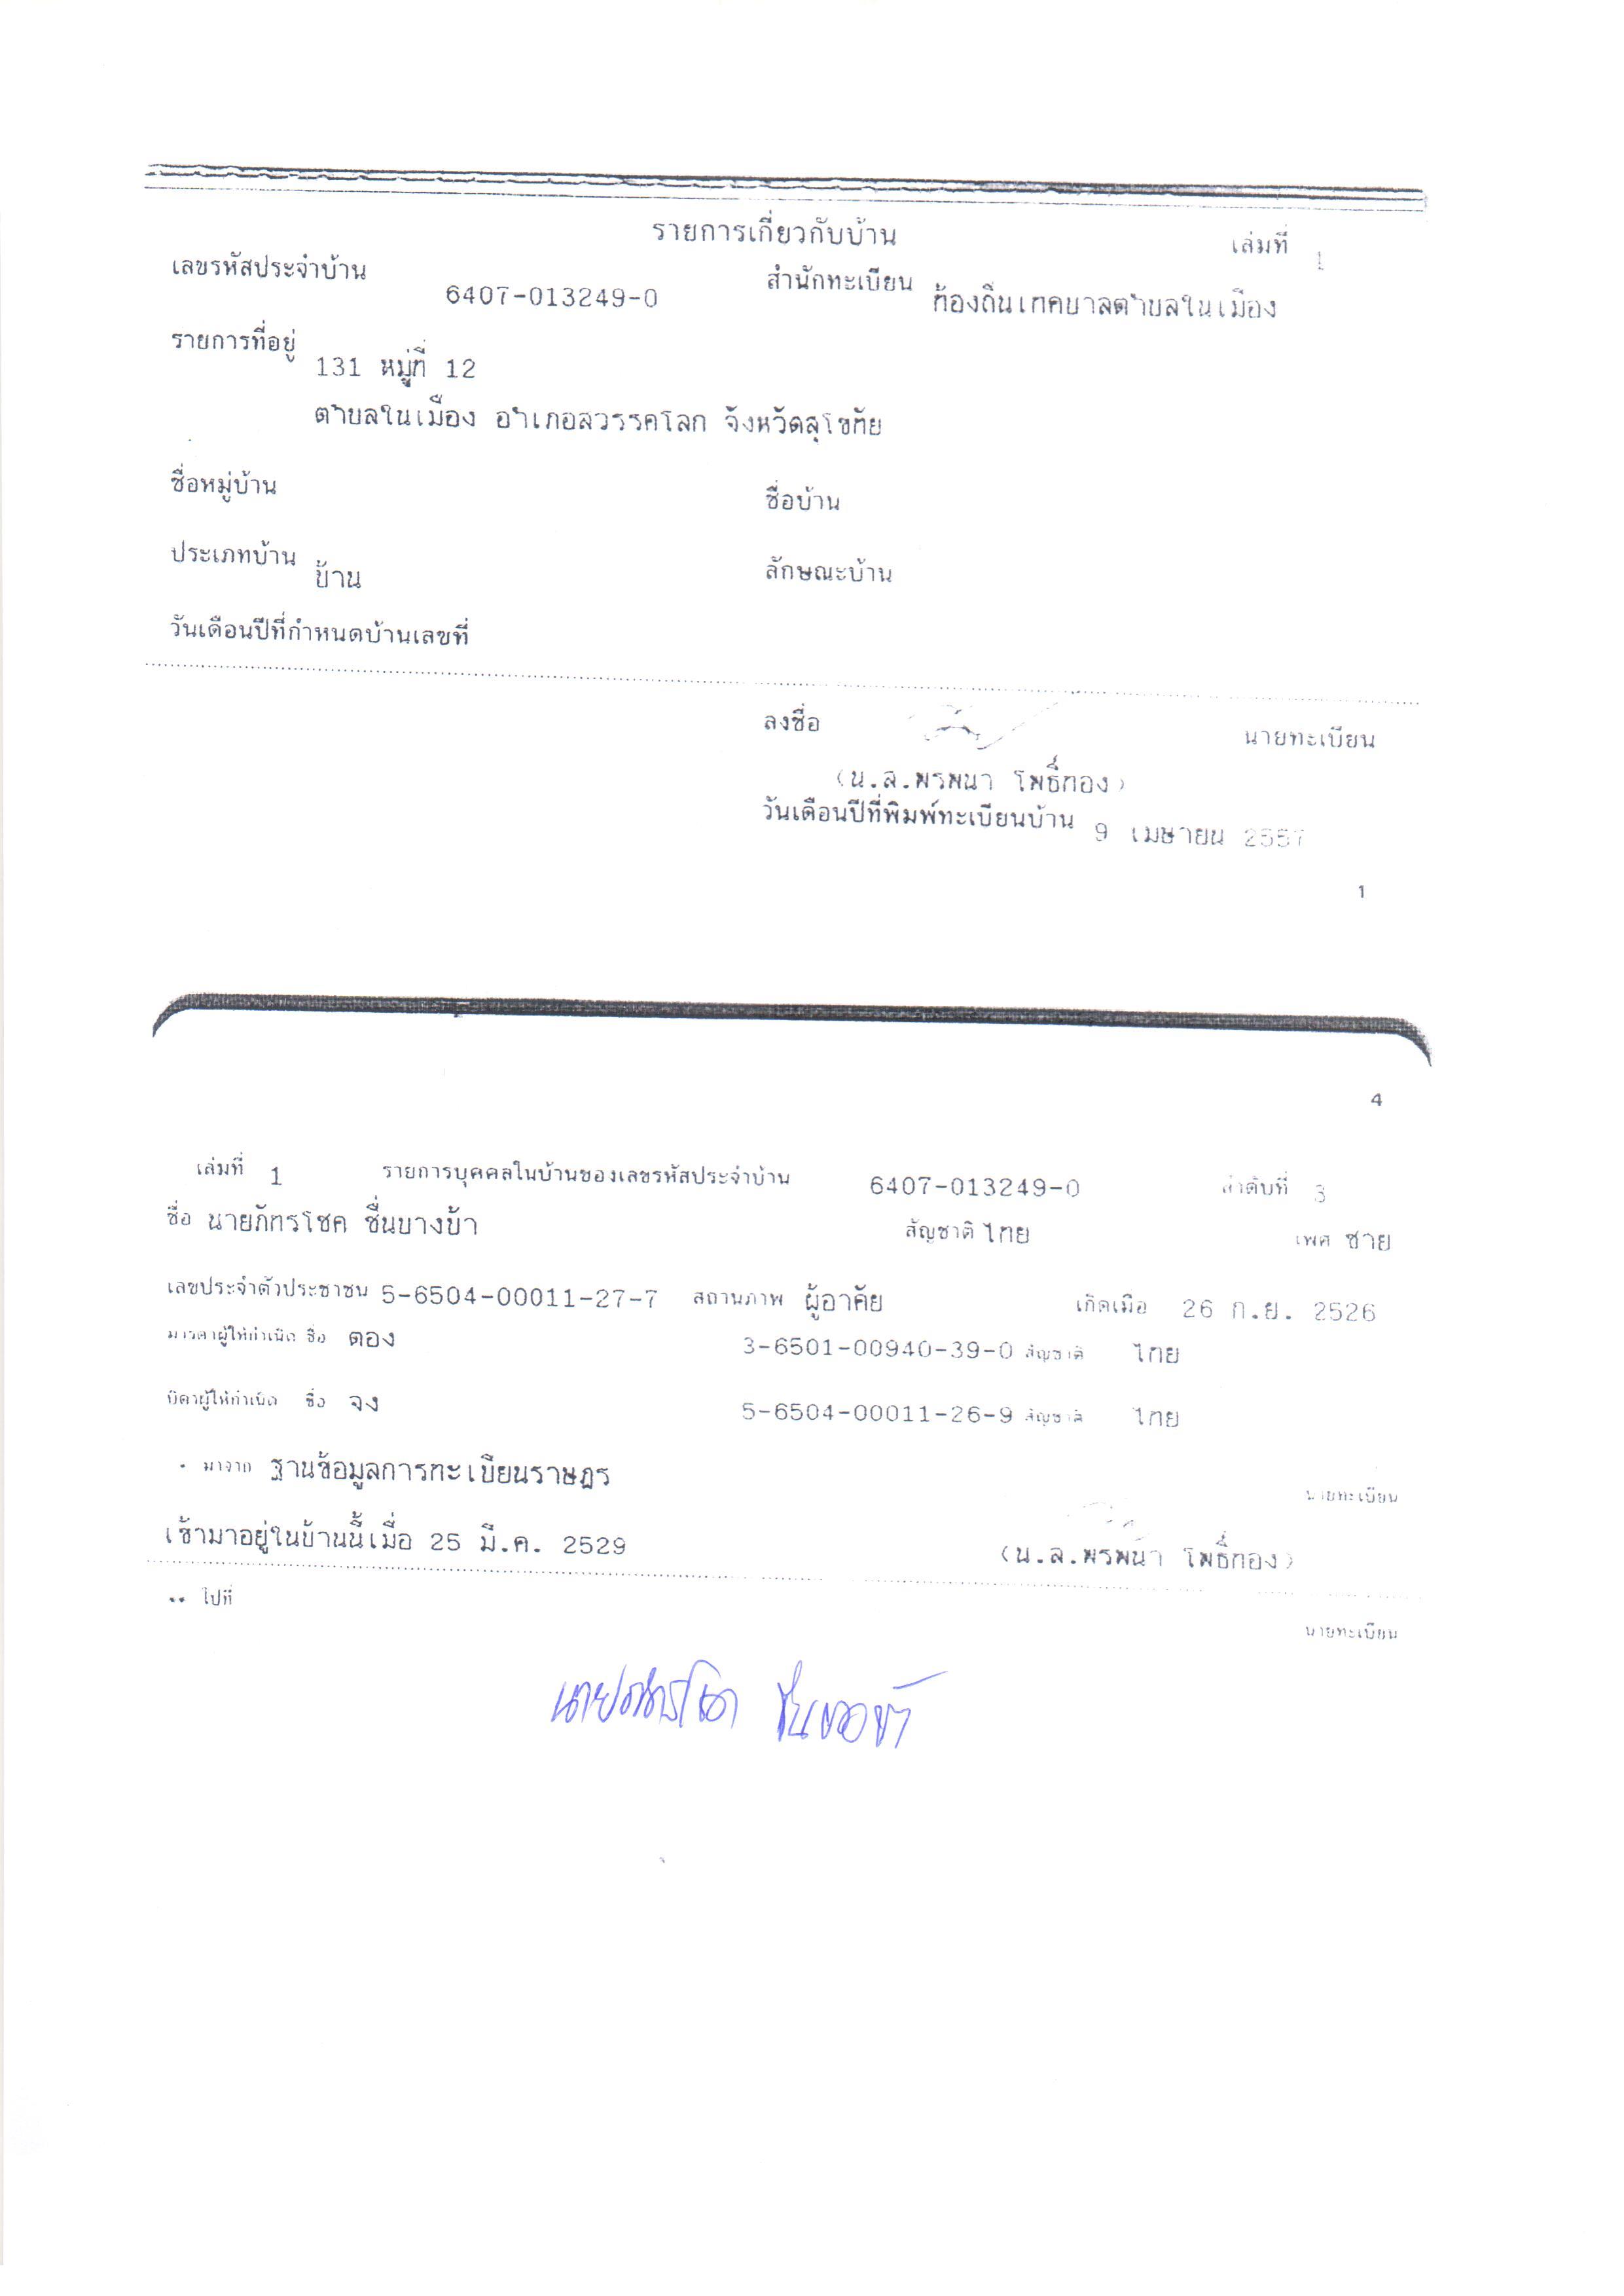 รายการเกี่ยวกับบ้าน เล่มที่ 1
เลขรหัสประจำบ้าน 6407-013249-0 สำนักทะเบียน ท้องถิ่นเทศบาลตำบลในเมือง
รายการที่อยู่ 131 หมู่ที่ 12
ตำบลในเมือง อำเภอสวรรคโลก จังหวัดสุโขทัย
ชื่อหมู่บ้าน ชื่อบ้าน
ประเภทบ้าน บ้าน ลักษณะบ้าน
วันเดือนปีที่กำหนดบ้านเลขที่
ลงชื่อ นายทะเบียน
(น.ส.พรพนา โพธิ์ทอง)
วันเดือนปีที่พิมพ์ทะเบียนบ้าน 9 เมษายน 2557
1
4
เล่มที่ 1 รายการบุคคลในบ้านของเลขรหัสประจำบ้าน 6407-013249-0 ลำดับที่ 3
ชื่อ นายภัทรโชค ชื่นบางบ้า สัญชาติ ไทย เพศ ชาย
เลขประจำตัวประชาชน 5-6504-00011-27-7 สถานภาพ ผู้อาศัย เกิดเมื่อ 26 ก.ย. 2526
มารดาผู้ให้กำเนิด ชื่อ ตอง 3-6501-00940-39-0 สัญชาติ ไทย
บิดาผู้ให้กำเนิด ชื่อ จง 5-6504-00011-26-9 สัญชาติ ไทย
* มาจาก ฐานข้อมูลการทะเบียนราษฎร นายทะเบียน
เข้ามาอยู่ในบ้านนี้เมื่อ 25 มี.ค. 2529 (น.ส.พรพนา โพธิ์ทอง)
** ไปที่ นายทะเบียน
นายภัทรโชค ชื่นบางบ้า